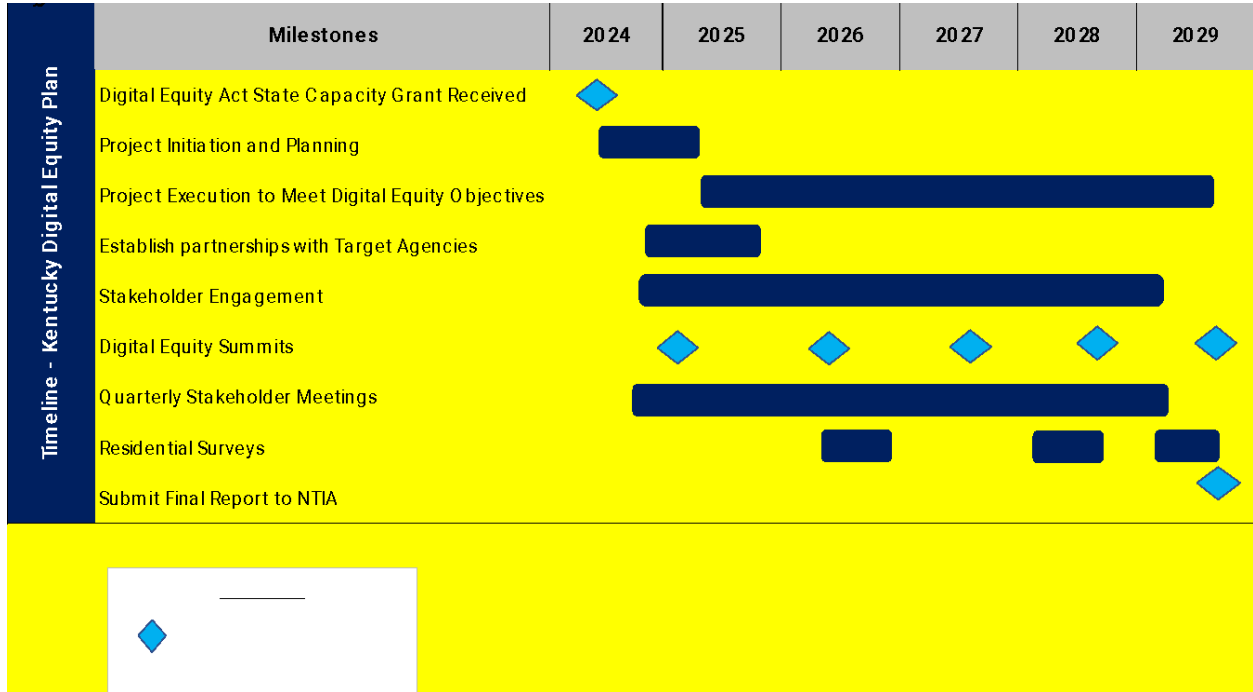 Timeline - Kentucky Digital Equity Plan
Milestones 2024 2025 2026 2027 2028 2029
Digital Equity Act State Capacity Grant Received
Project Initiation and Planning
Project Execution to Meet Digital Equity Objectives
Establish partnerships with Target Agencies
Stakeholder Engagement
Digital Equity Summits
Quarterly Stakeholder Meetings
Residential Surveys
Submit Final Report to NTIA